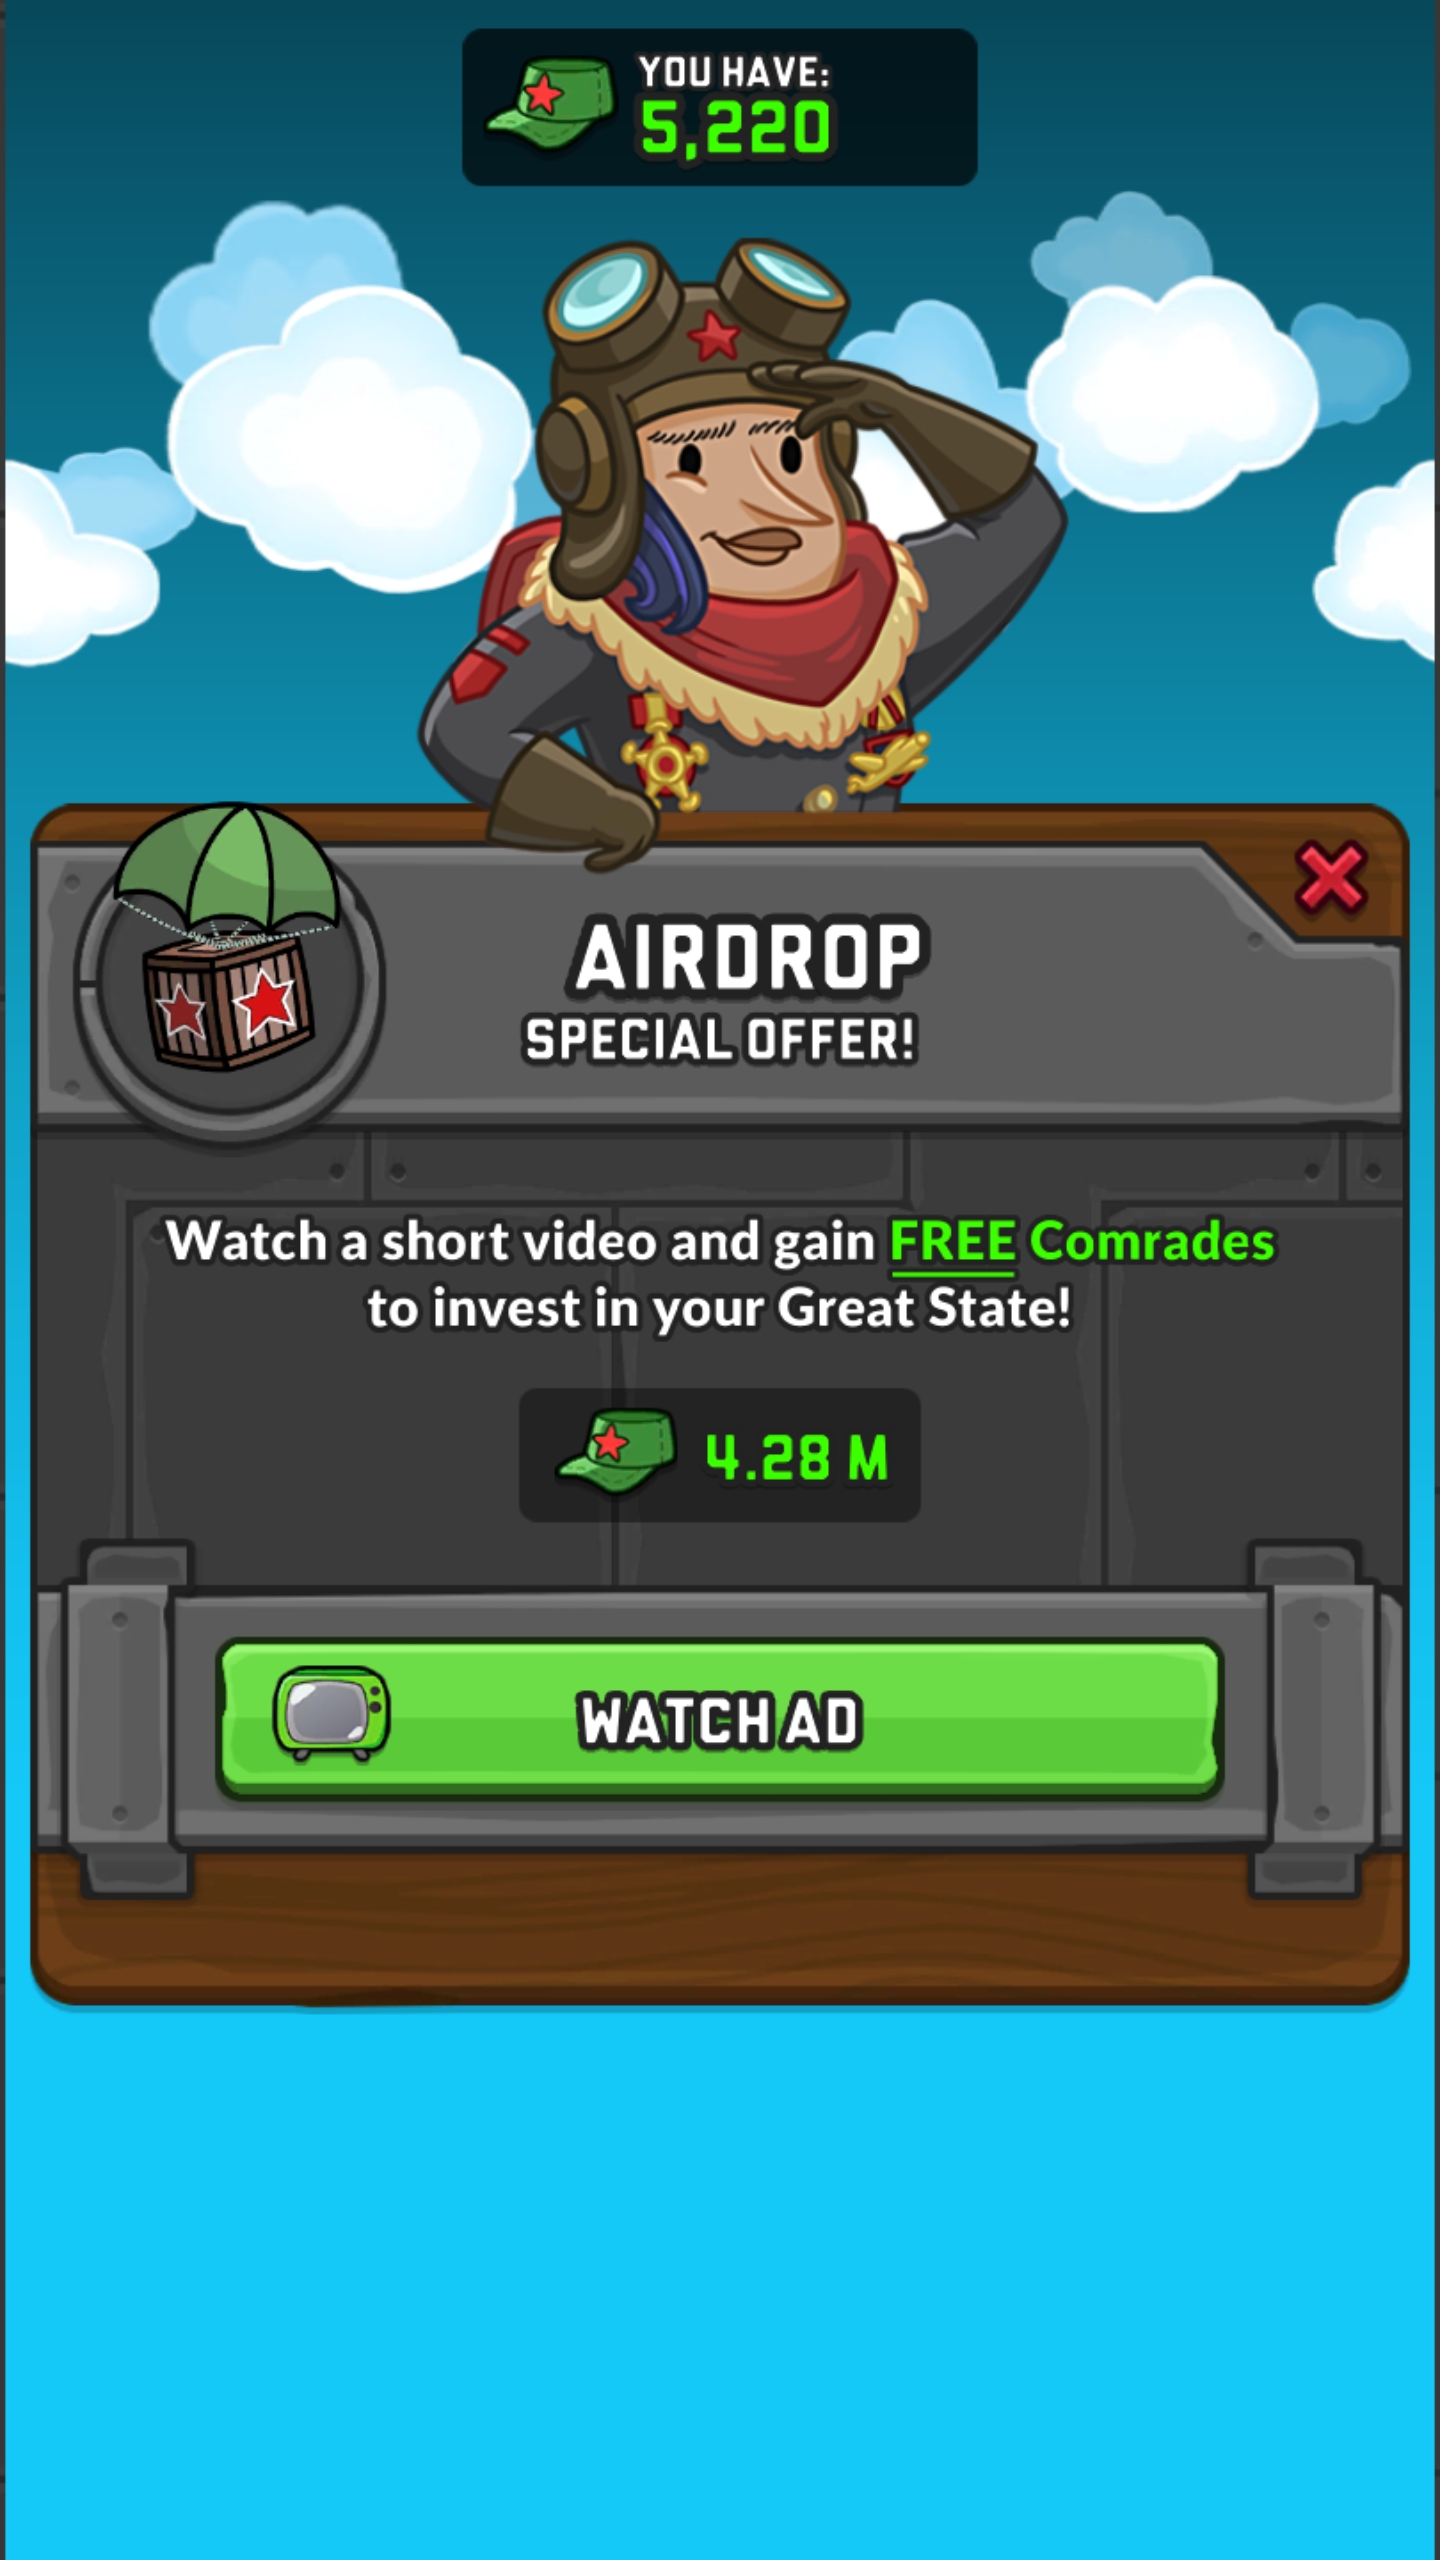 YOU HAVE:
5,220
AIRDROP
SPECIAL OFFER!
Watch a short video and gain FREE Comrades
to invest in your Great State!
4.28 M
WATCH AD